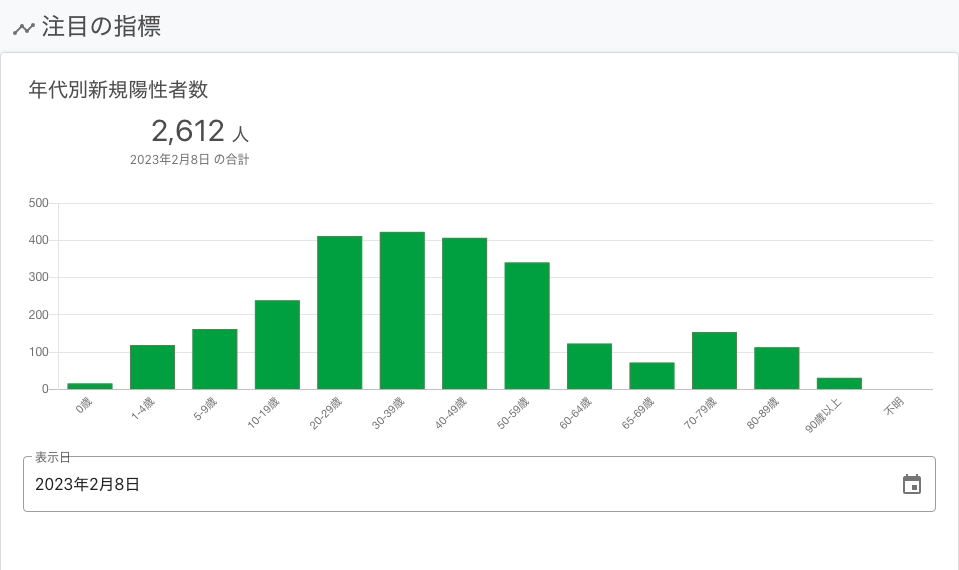 注目の指標
年代別新規陽性者数
2,612 人
2023年2月8日 の合計
500
400
300
200
100
0
0歳
1-4歳
5-9歳
10-19歳
20-29歳
30-39歳
40-49歳
50-59歳
60-64歳
65-69歳
70-79歳
80-89歳
90歳以上
不明
表示日
2023年2月8日